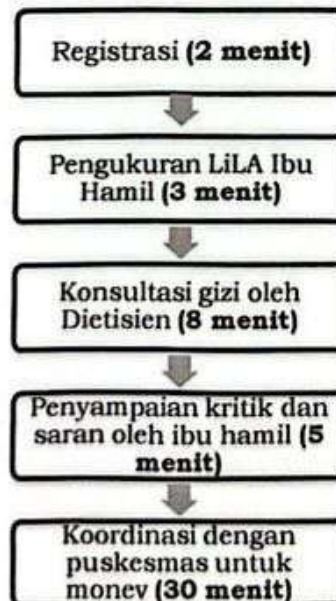 Registrasi (2 menit)
Pengukuran LiLA Ibu
Hamil (3 menit)
Konsultasi gizi oleh
Dietisien (8 menit)
Penyampaian kritik dan
saran oleh ibu hamil (5
menit)
Koordinasi dengan
puskesmas untuk
monev (30 menit)